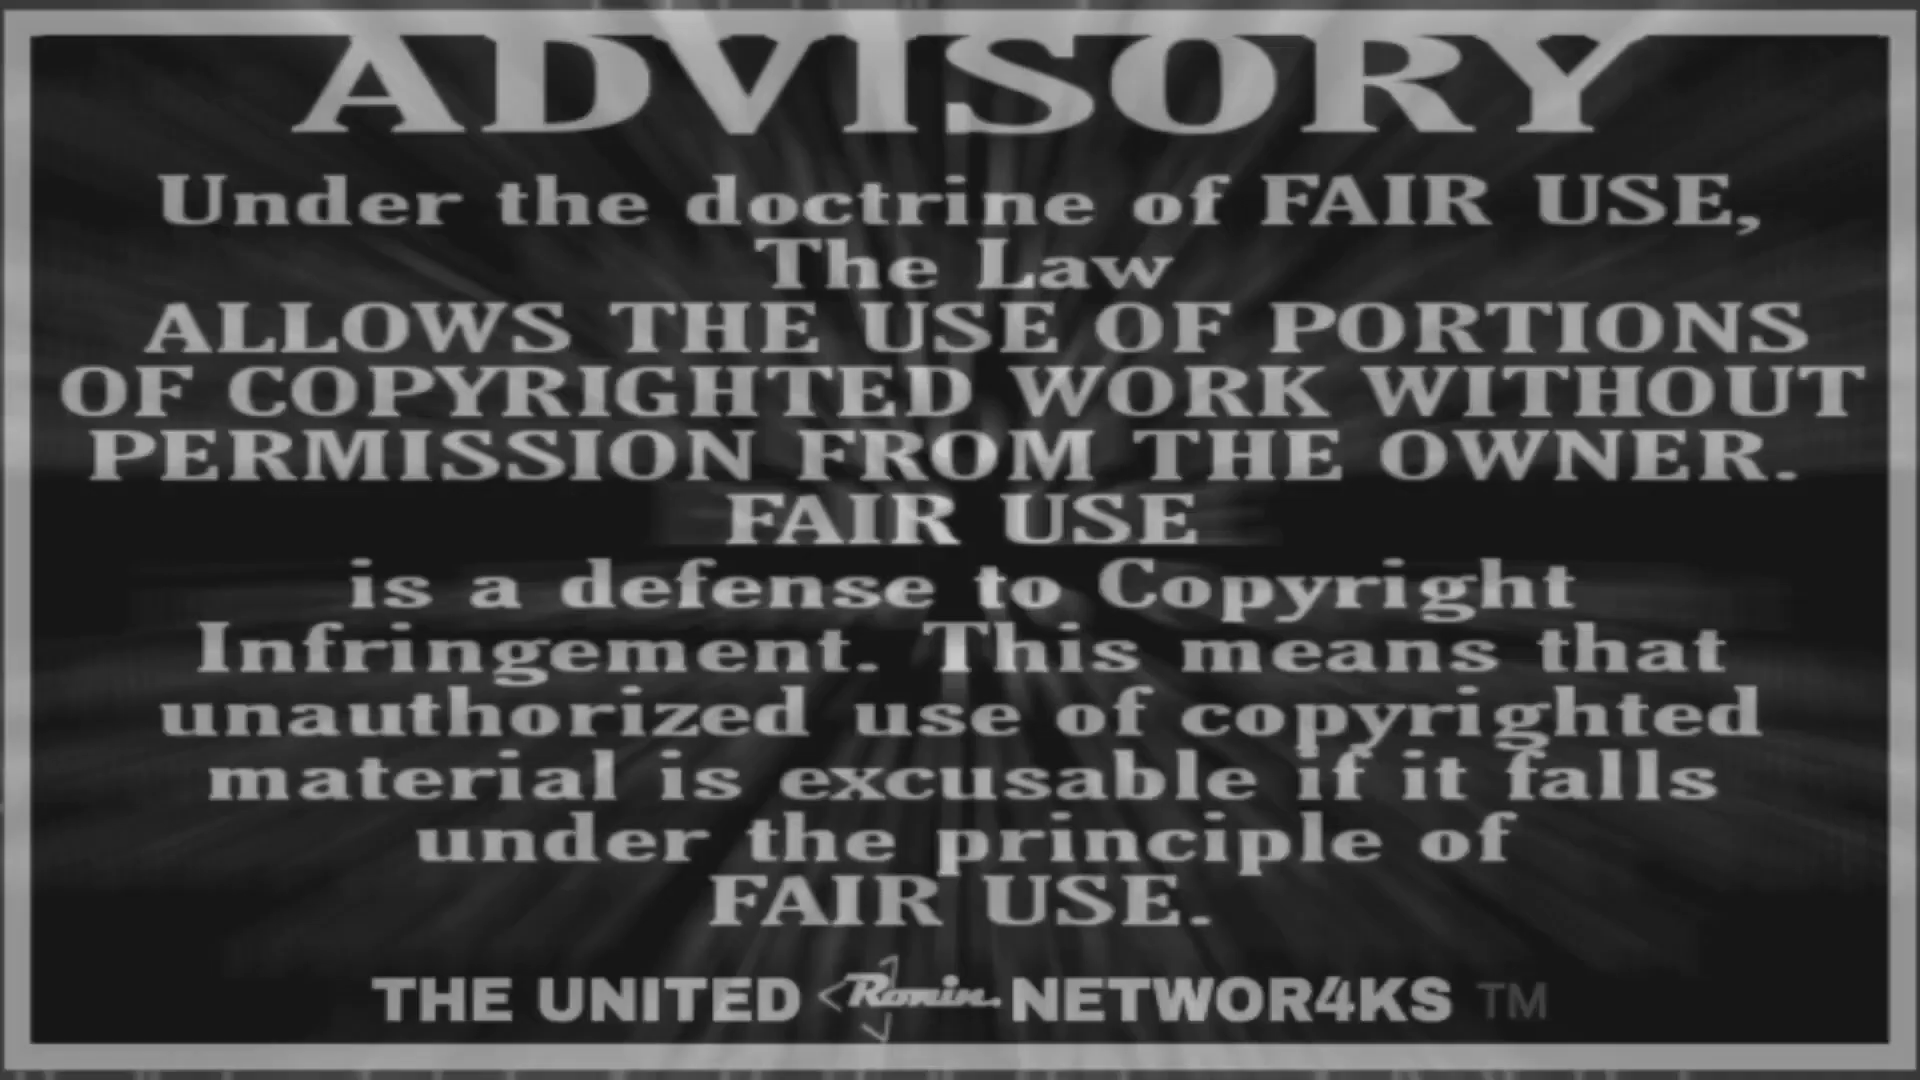 ADVISORY
Under the doctrine of FAIR USE,
The Law
ALLOWS THE USE OF PORTIONS
OF COPYRIGHTED WORK WITHOUT
PERMISSION FROM THE OWNER.
FAIR USE
is a defense to Copyright
Infringement. This means that
unauthorized use of copyrighted
material is excusable if it falls
under the principle of
FAIR USE.
THE UNITED Ronin. NETWOR4KS TM